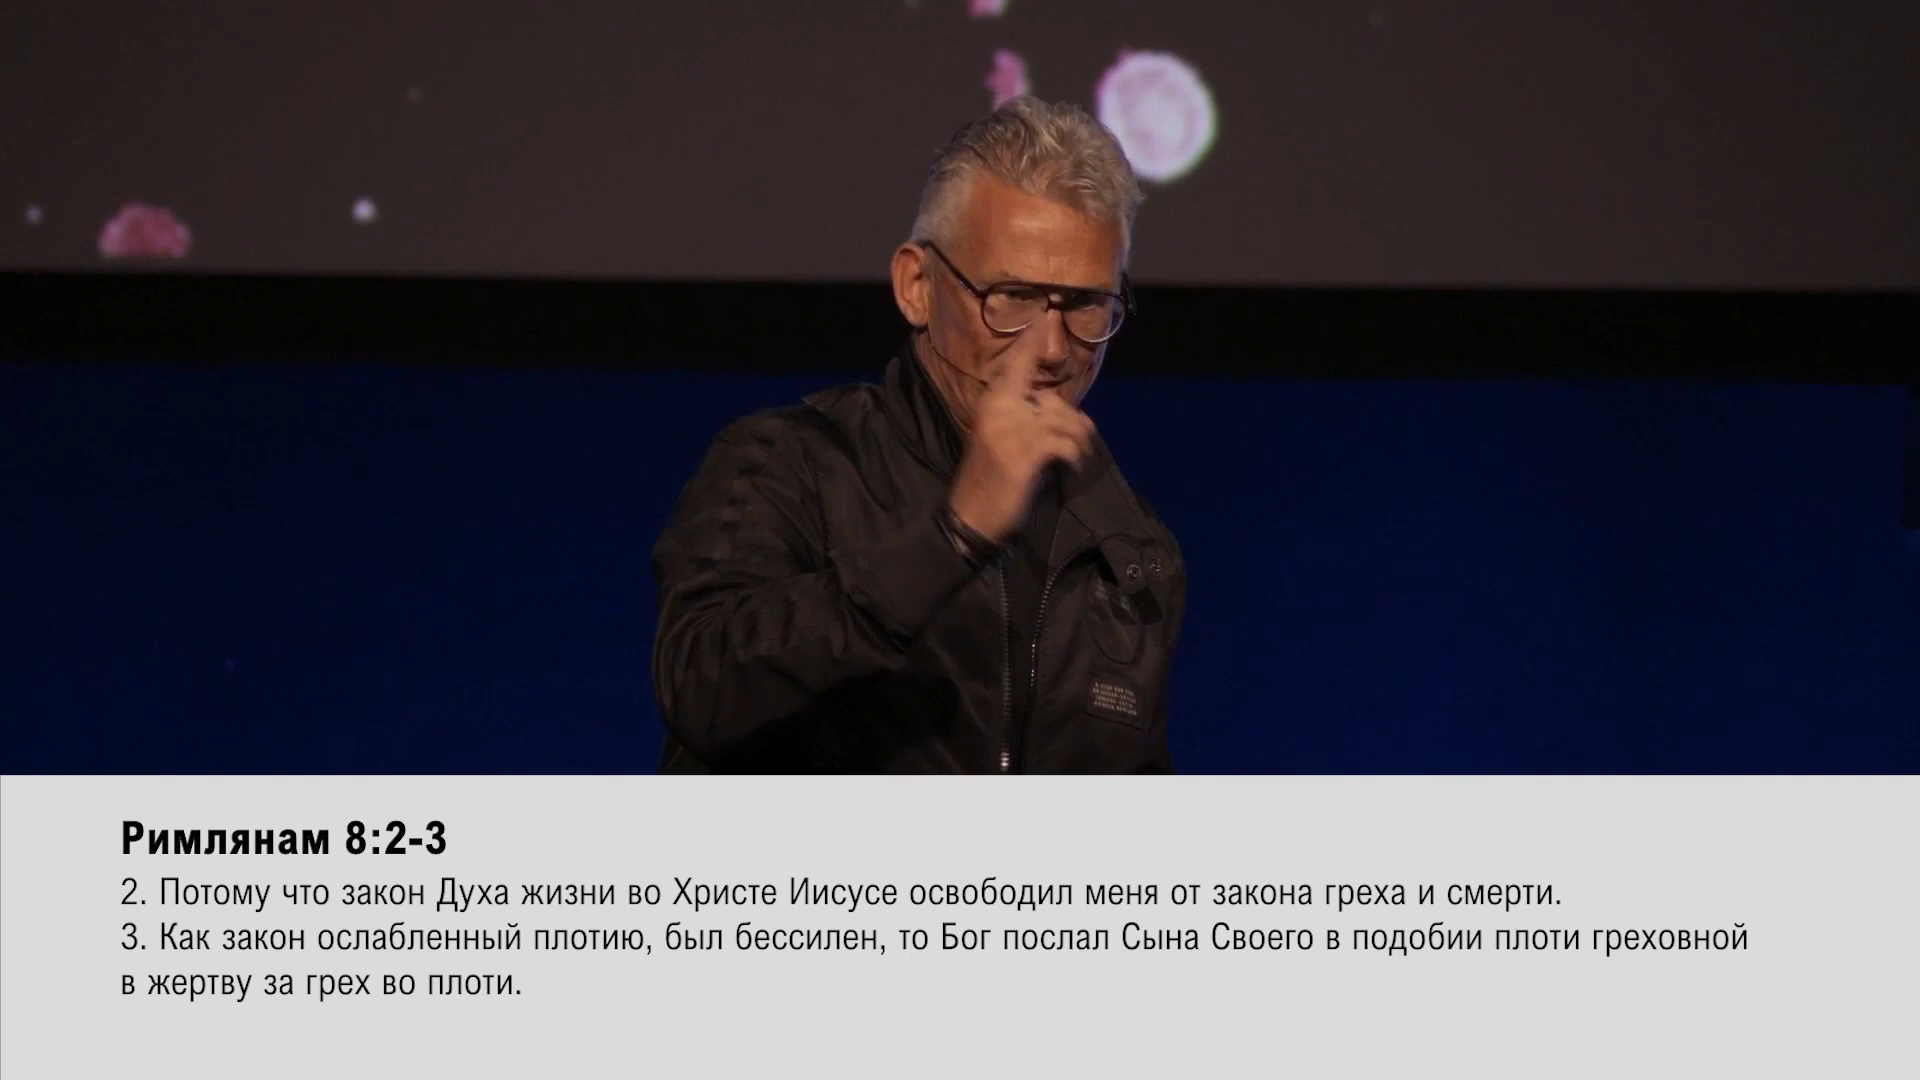 Римлянам 8:2-3
2. Потому что закон Духа жизни во Христе Иисусе освободил меня от закона греха и смерти.
3. Как закон ослабленный плотию, был бессилен, то Бог послал Сына Своего в подобии плоти греховной
в жертву за грех во плоти.